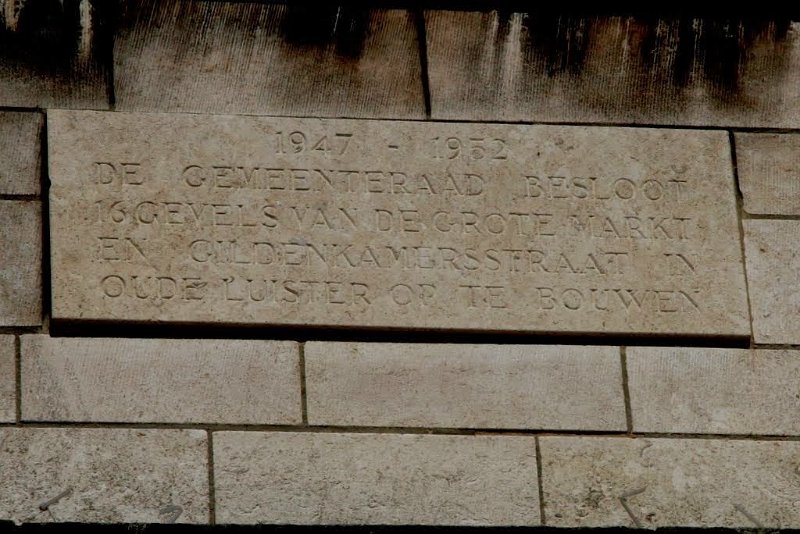 1947 - 1952
DE GEMEENTERAAD BESLOOT
16 GEVELS VAN DE GROTE MARKT
EN GILDENKAMERSSTRAAT IN
OUDE LUISTER OP TE BOUWEN